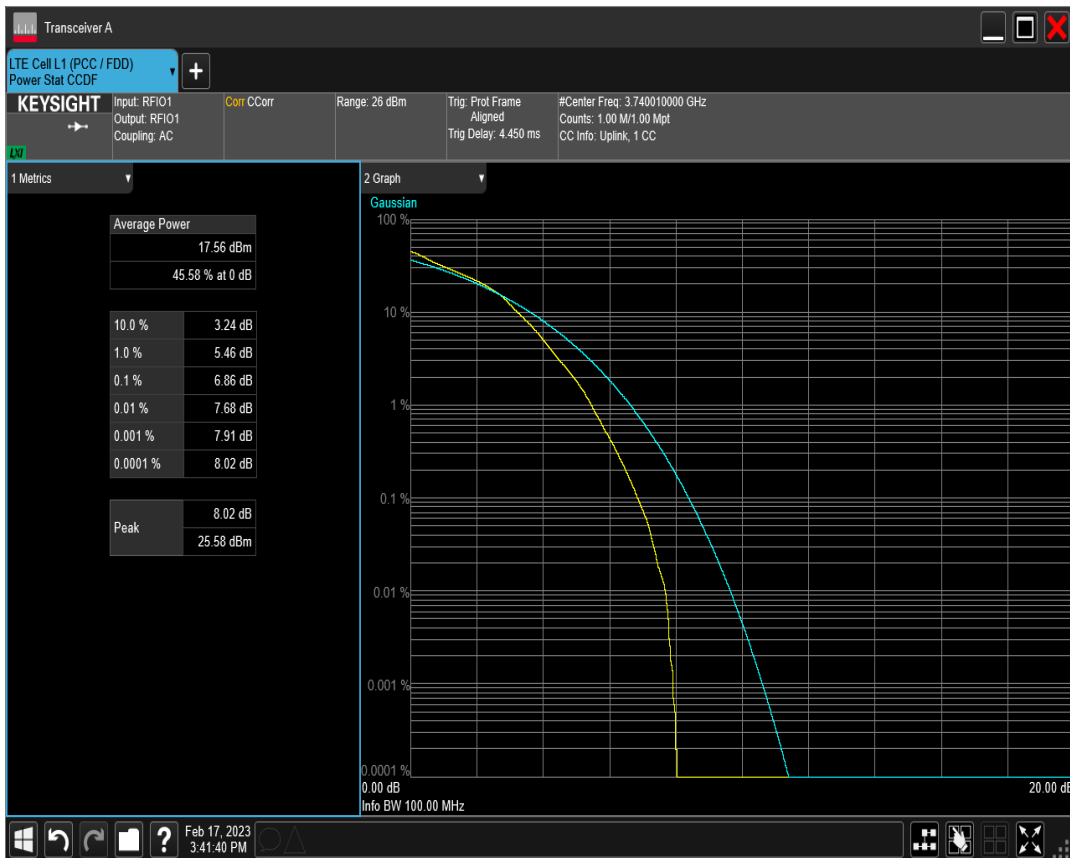 Transceiver A
LTE Cell L1 (PCC / FDD)
Power Stat CCDF
+
KEYSIGHT
LXI
Input: RFIO1
Output: RFIO1
Coupling: AC
Corr CCorr
Range: 26 dBm
Trig: Prot Frame
Aligned
Trig Delay: 4.450 ms
#Center Freq: 3.740010000 GHz
Counts: 1.00 M/1.00 Mpt
CC Info: Uplink, 1 CC
1 Metrics
Average Power
17.56 dBm
45.58 % at 0 dB
10.0 % 3.24 dB
1.0 % 5.46 dB
0.1 % 6.86 dB
0.01 % 7.68 dB
0.001 % 7.91 dB
0.0001 % 8.02 dB
Peak
8.02 dB
25.58 dBm
2 Graph
Gaussian
100 %
10 %
1 %
0.1 %
0.01 %
0.001 %
0.0001 %
0.00 dB 20.00 dB
Info BW 100.00 MHz
?
Feb 17, 2023
3:41:40 PM